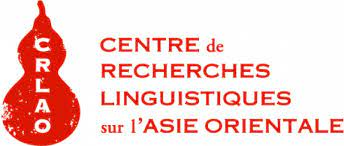 CRLAO
CENTRE de
RECHERCHES
LINGUISTIQUES
sur l'ASIE ORIENTALE